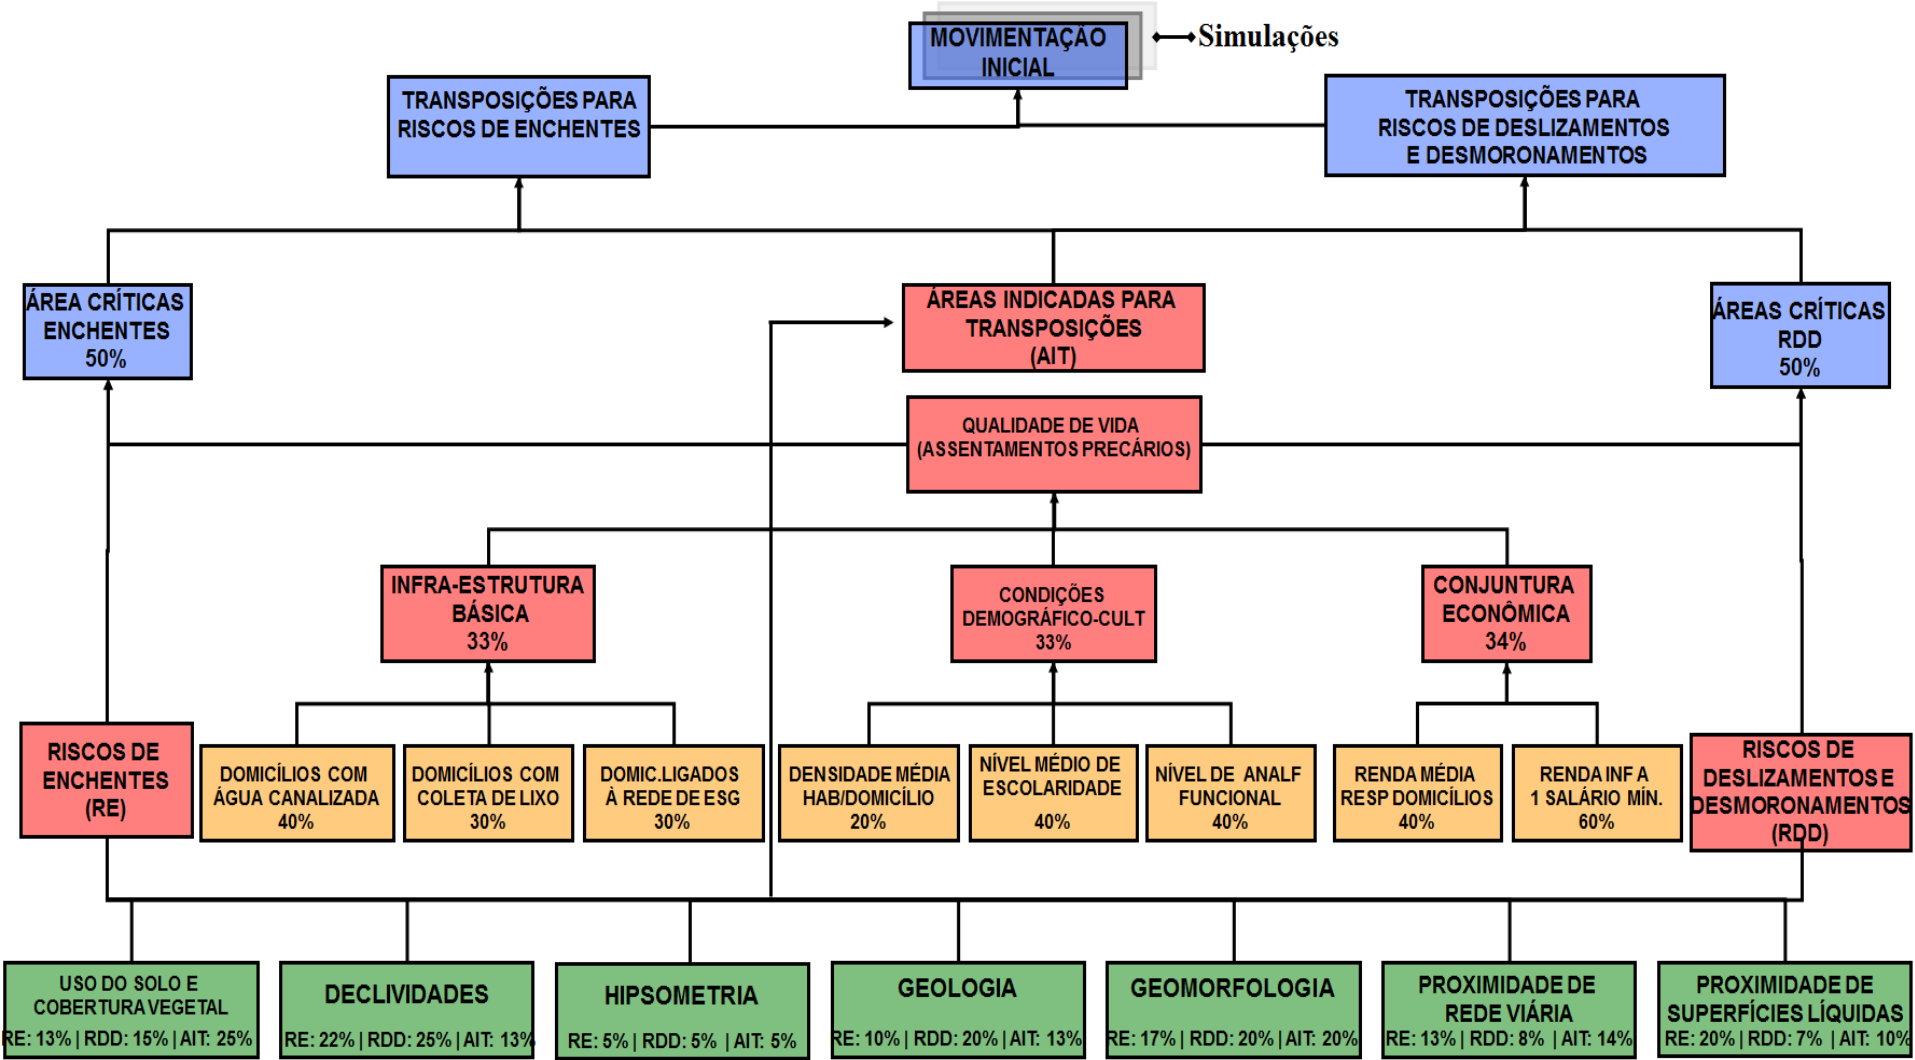 MOVIMENTAÇÃO
INICIAL
Simulações
TRANSPOSIÇÕES PARA
RISCOS DE ENCHENTES
TRANSPOSIÇÕES PARA
RISCOS DE DESLIZAMENTOS
E DESMORONAMENTOS
ÁREA CRÍTICAS
ENCHENTES
50%
ÁREAS INDICADAS PARA
TRANSPOSIÇÕES
(AIT)
ÁREAS CRÍTICAS
RDD
50%
QUALIDADE DE VIDA
(ASSENTAMENTOS PRECÁRIOS)
INFRA-ESTRUTURA
BÁSICA
33%
CONDIÇÕES
DEMOGRÁFICO-CULT
33%
CONJUNTURA
ECONÔMICA
34%
RISCOS DE
ENCHENTES
(RE)
DOMICÍLIOS COM
ÁGUA CANALIZADA
40%
DOMICÍLIOS COM
COLETA DE LIXO
30%
DOMIC.LIGADOS
À REDE DE ESG
30%
DENSIDADE MÉDIA
HAB/DOMICÍLIO
20%
NÍVEL MÉDIO DE
ESCOLARIDADE
40%
NÍVEL DE ANALF
FUNCIONAL
40%
RENDA MÉDIA
RESP DOMICÍLIOS
40%
RENDA INF A
1 SALÁRIO MÍN.
60%
RISCOS DE
DESLIZAMENTOS E
DESMORONAMENTOS
(RDD)
USO DO SOLO E
COBERTURA VEGETAL
RE: 13% | RDD: 15% | AIT: 25%
DECLIVIDADES
RE: 22% | RDD: 25% | AIT: 13%
HIPSOMETRIA
RE: 5% | RDD: 5% | AIT: 5%
GEOLOGIA
RE: 10% | RDD: 20% | AIT: 13%
GEOMORFOLOGIA
RE: 17% | RDD: 20% | AIT: 20%
PROXIMIDADE DE
REDE VIÁRIA
RE: 13% | RDD: 8% | AIT: 14%
PROXIMIDADE DE
SUPERFÍCIES LÍQUIDAS
RE: 20% | RDD: 7% | AIT: 10%